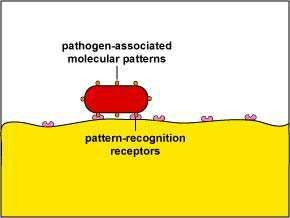 pathogen-associated
molecular patterns
pattern-recognition
receptors